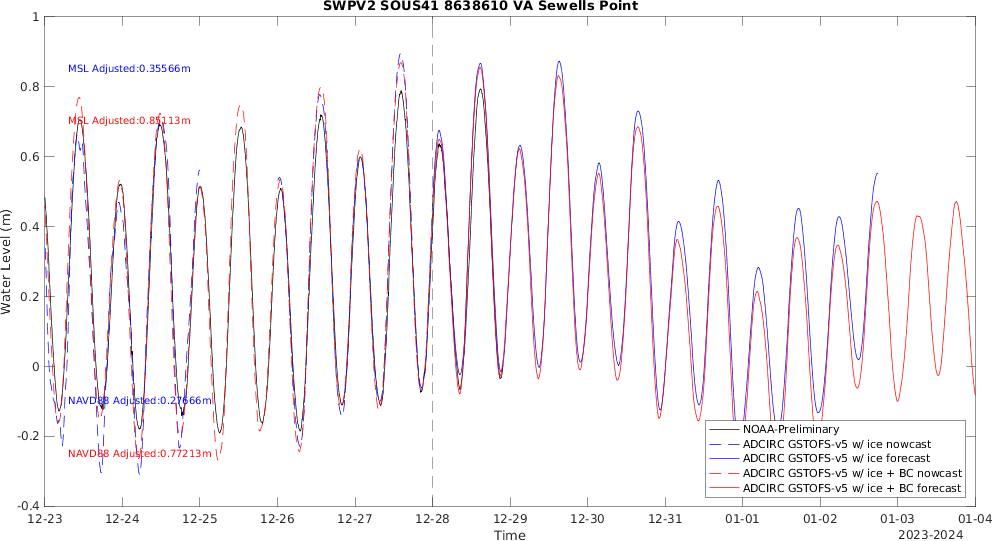 SWPV2 SOUS41 8638610 VA Sewells Point
1
0.8
0.6
0.4
0.2
0
-0.2
-0.4
Water Level (m)
MSL Adjusted:0.35566m
MSL Adjusted:0.85113m
NAVD88 Adjusted:0.27666m
NAVD88 Adjusted:0.77213m
NOAA-Preliminary
ADCIRC GSTOFS-v5 w/ ice nowcast
ADCIRC GSTOFS-v5 w/ ice forecast
ADCIRC GSTOFS-v5 w/ ice + BC nowcast
ADCIRC GSTOFS-v5 w/ ice + BC forecast
12-23 12-24 12-25 12-26 12-27 12-28 12-29 12-30 12-31 01-01 01-02 01-03 01-04
Time
2023-2024